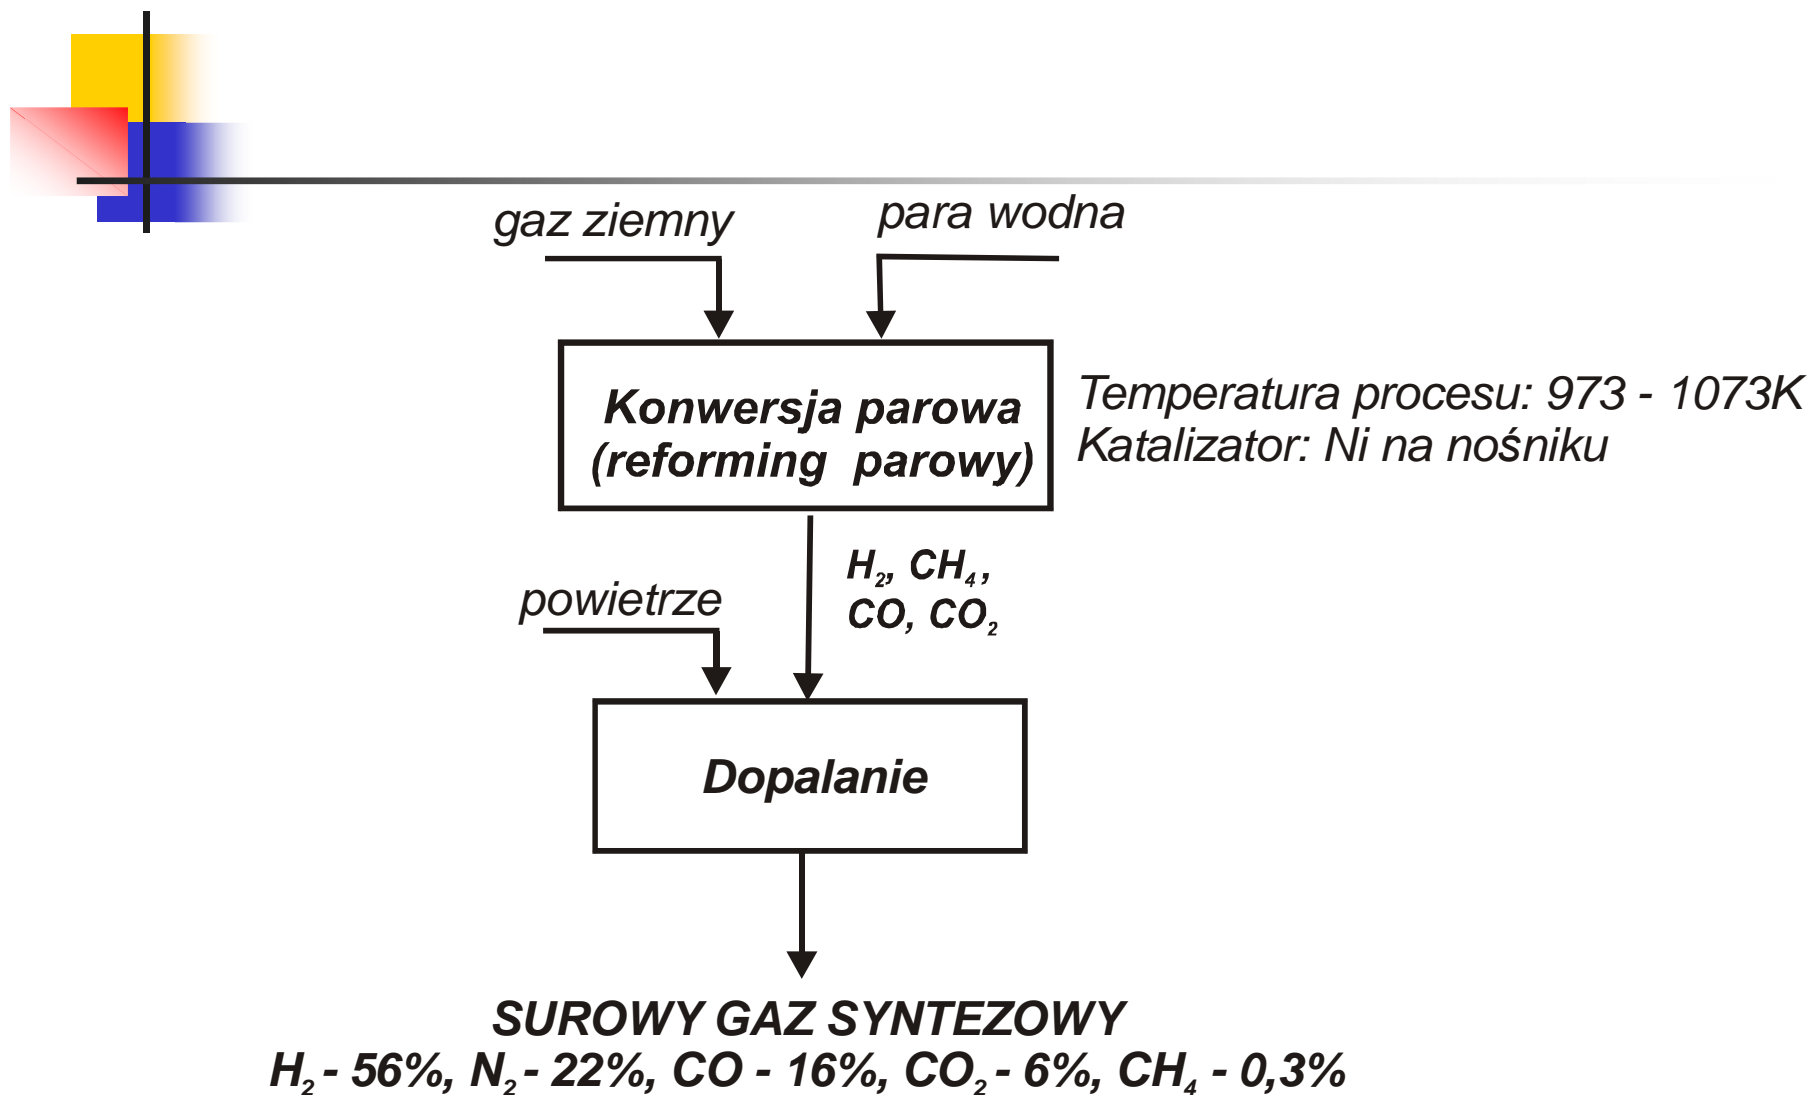 gaz ziemny
para wodna
Konwersja parowa
(reforming parowy)
Temperatura procesu: 973 - 1073K
Katalizator: Ni na nośniku
H₂, CH₄,
CO, CO₂
powietrze
Dopalanie
SUROWY GAZ SYNTEZOWY
H₂ - 56%, N₂ - 22%, CO - 16%, CO₂ - 6%, CH₄ - 0,3%